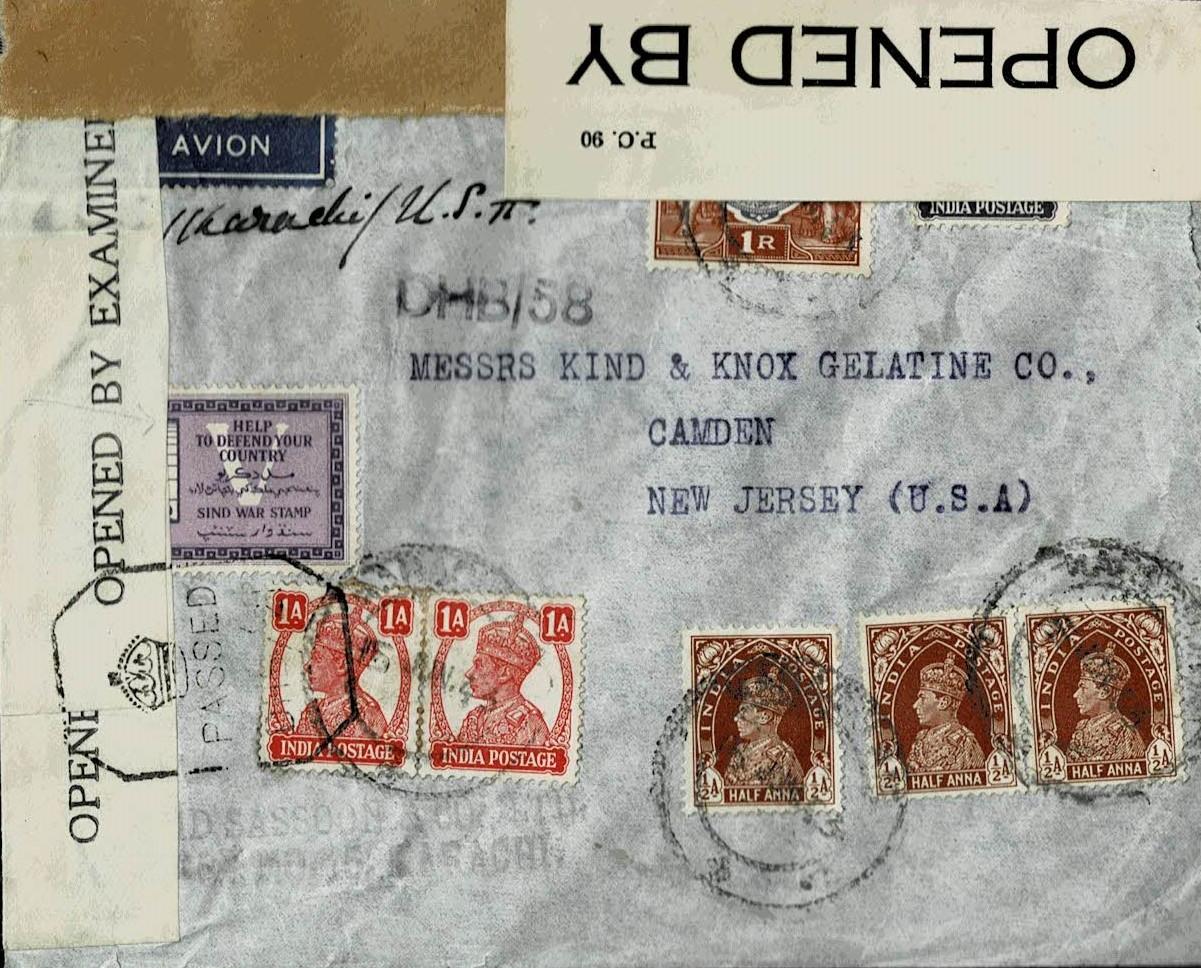 OPENED BY
P.C. 90
AVION
Karachi / U.S.A.
1R
INDIA POSTAGE
DHB/58
MESSRS KIND & KNOX GELATINE CO.,
CAMDEN
NEW JERSEY (U.S.A)
HELP
TO DEFEND YOUR
COUNTRY
V
SIND WAR STAMP
OPENED BY EXAMINER
OPENE
PASSED
1A 1A
INDIA POSTAGE
1A 1A
INDIA POSTAGE
INDIA POSTAGE
½A HALF ANNA ½A
INDIA POSTAGE
½A HALF ANNA ½A
INDIA POSTAGE
½A HALF ANNA ½A
KARACHI.